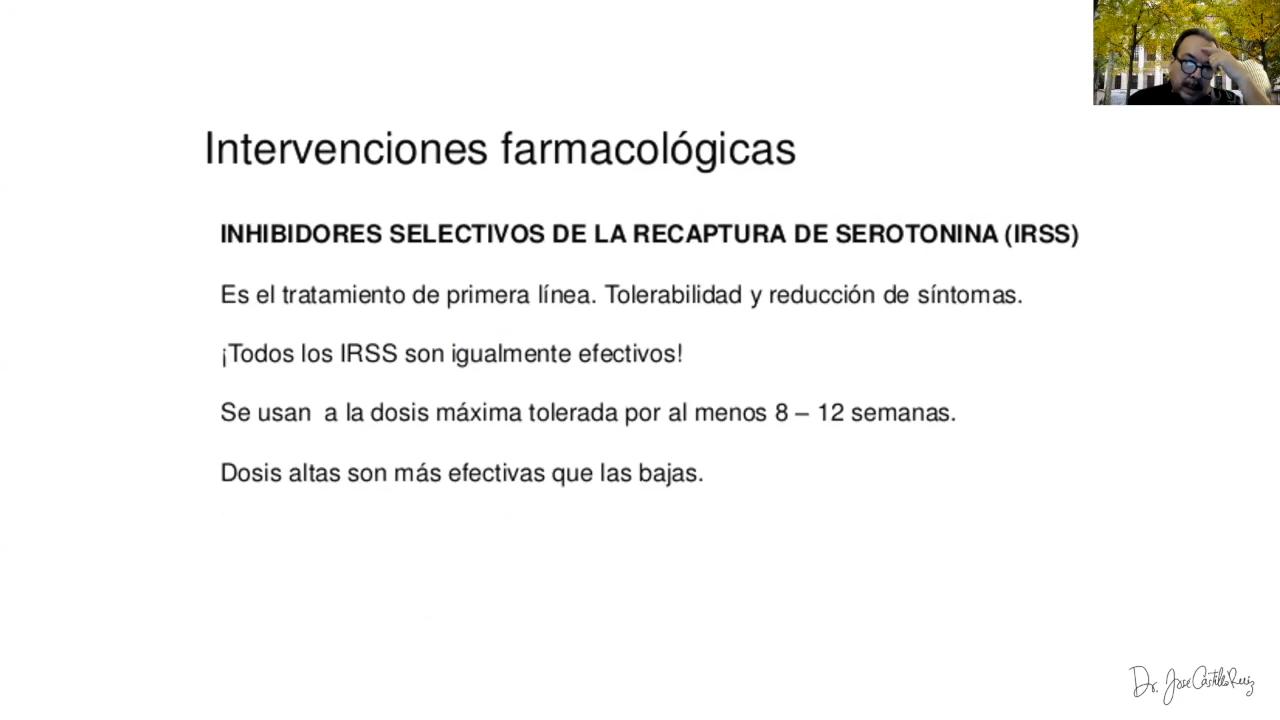 Intervenciones farmacológicas
INHIBIDORES SELECTIVOS DE LA RECAPTURA DE SEROTONINA (IRSS)
Es el tratamiento de primera línea. Tolerabilidad y reducción de síntomas.
¡Todos los IRSS son igualmente efectivos!
Se usan a la dosis máxima tolerada por al menos 8 – 12 semanas.
Dosis altas son más efectivas que las bajas.
Dr. Jose Castillo Ruiz